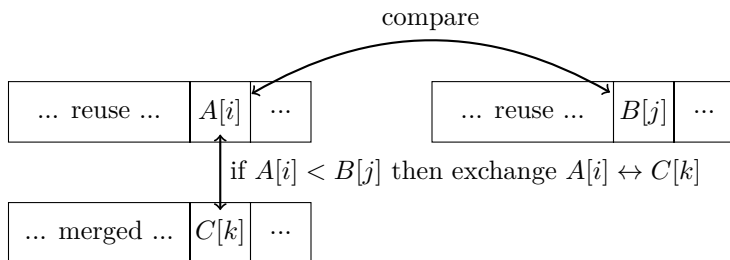 compare
... reuse ... A[i] ... ... reuse ... B[j] ...
if A[i] < B[j] then exchange A[i] ↔ C[k]
... merged ... C[k] ...